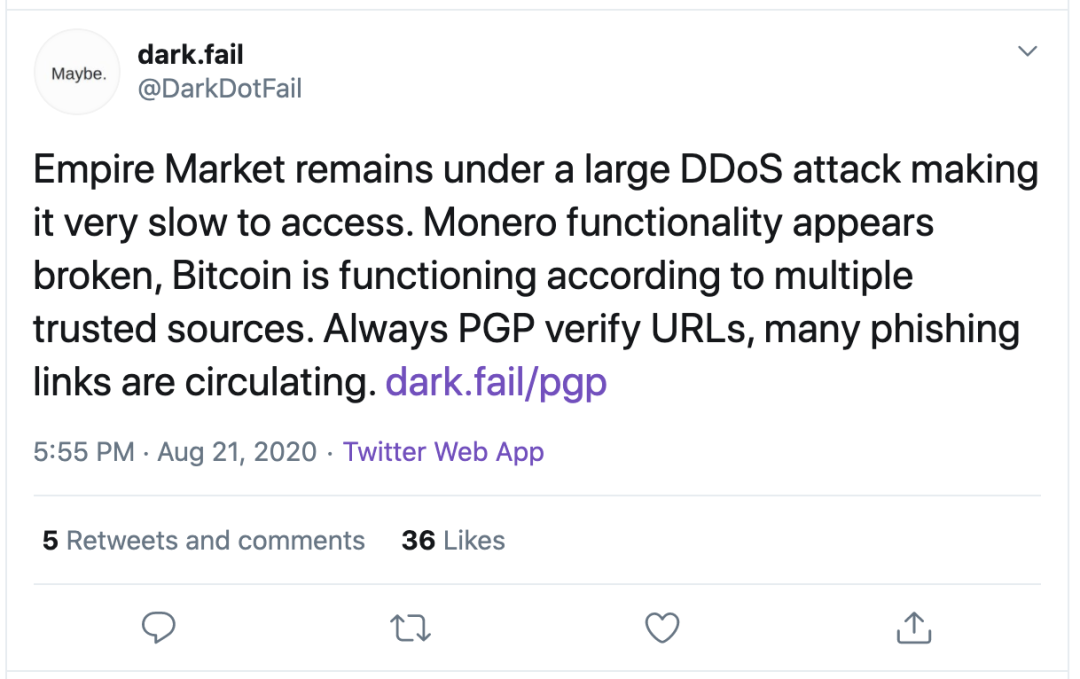 Maybe.
dark.fail
@DarkDotFail
Empire Market remains under a large DDoS attack making
it very slow to access. Monero functionality appears
broken, Bitcoin is functioning according to multiple
trusted sources. Always PGP verify URLs, many phishing
links are circulating. dark.fail/pgp
5:55 PM · Aug 21, 2020 · Twitter Web App
5 Retweets and comments 36 Likes